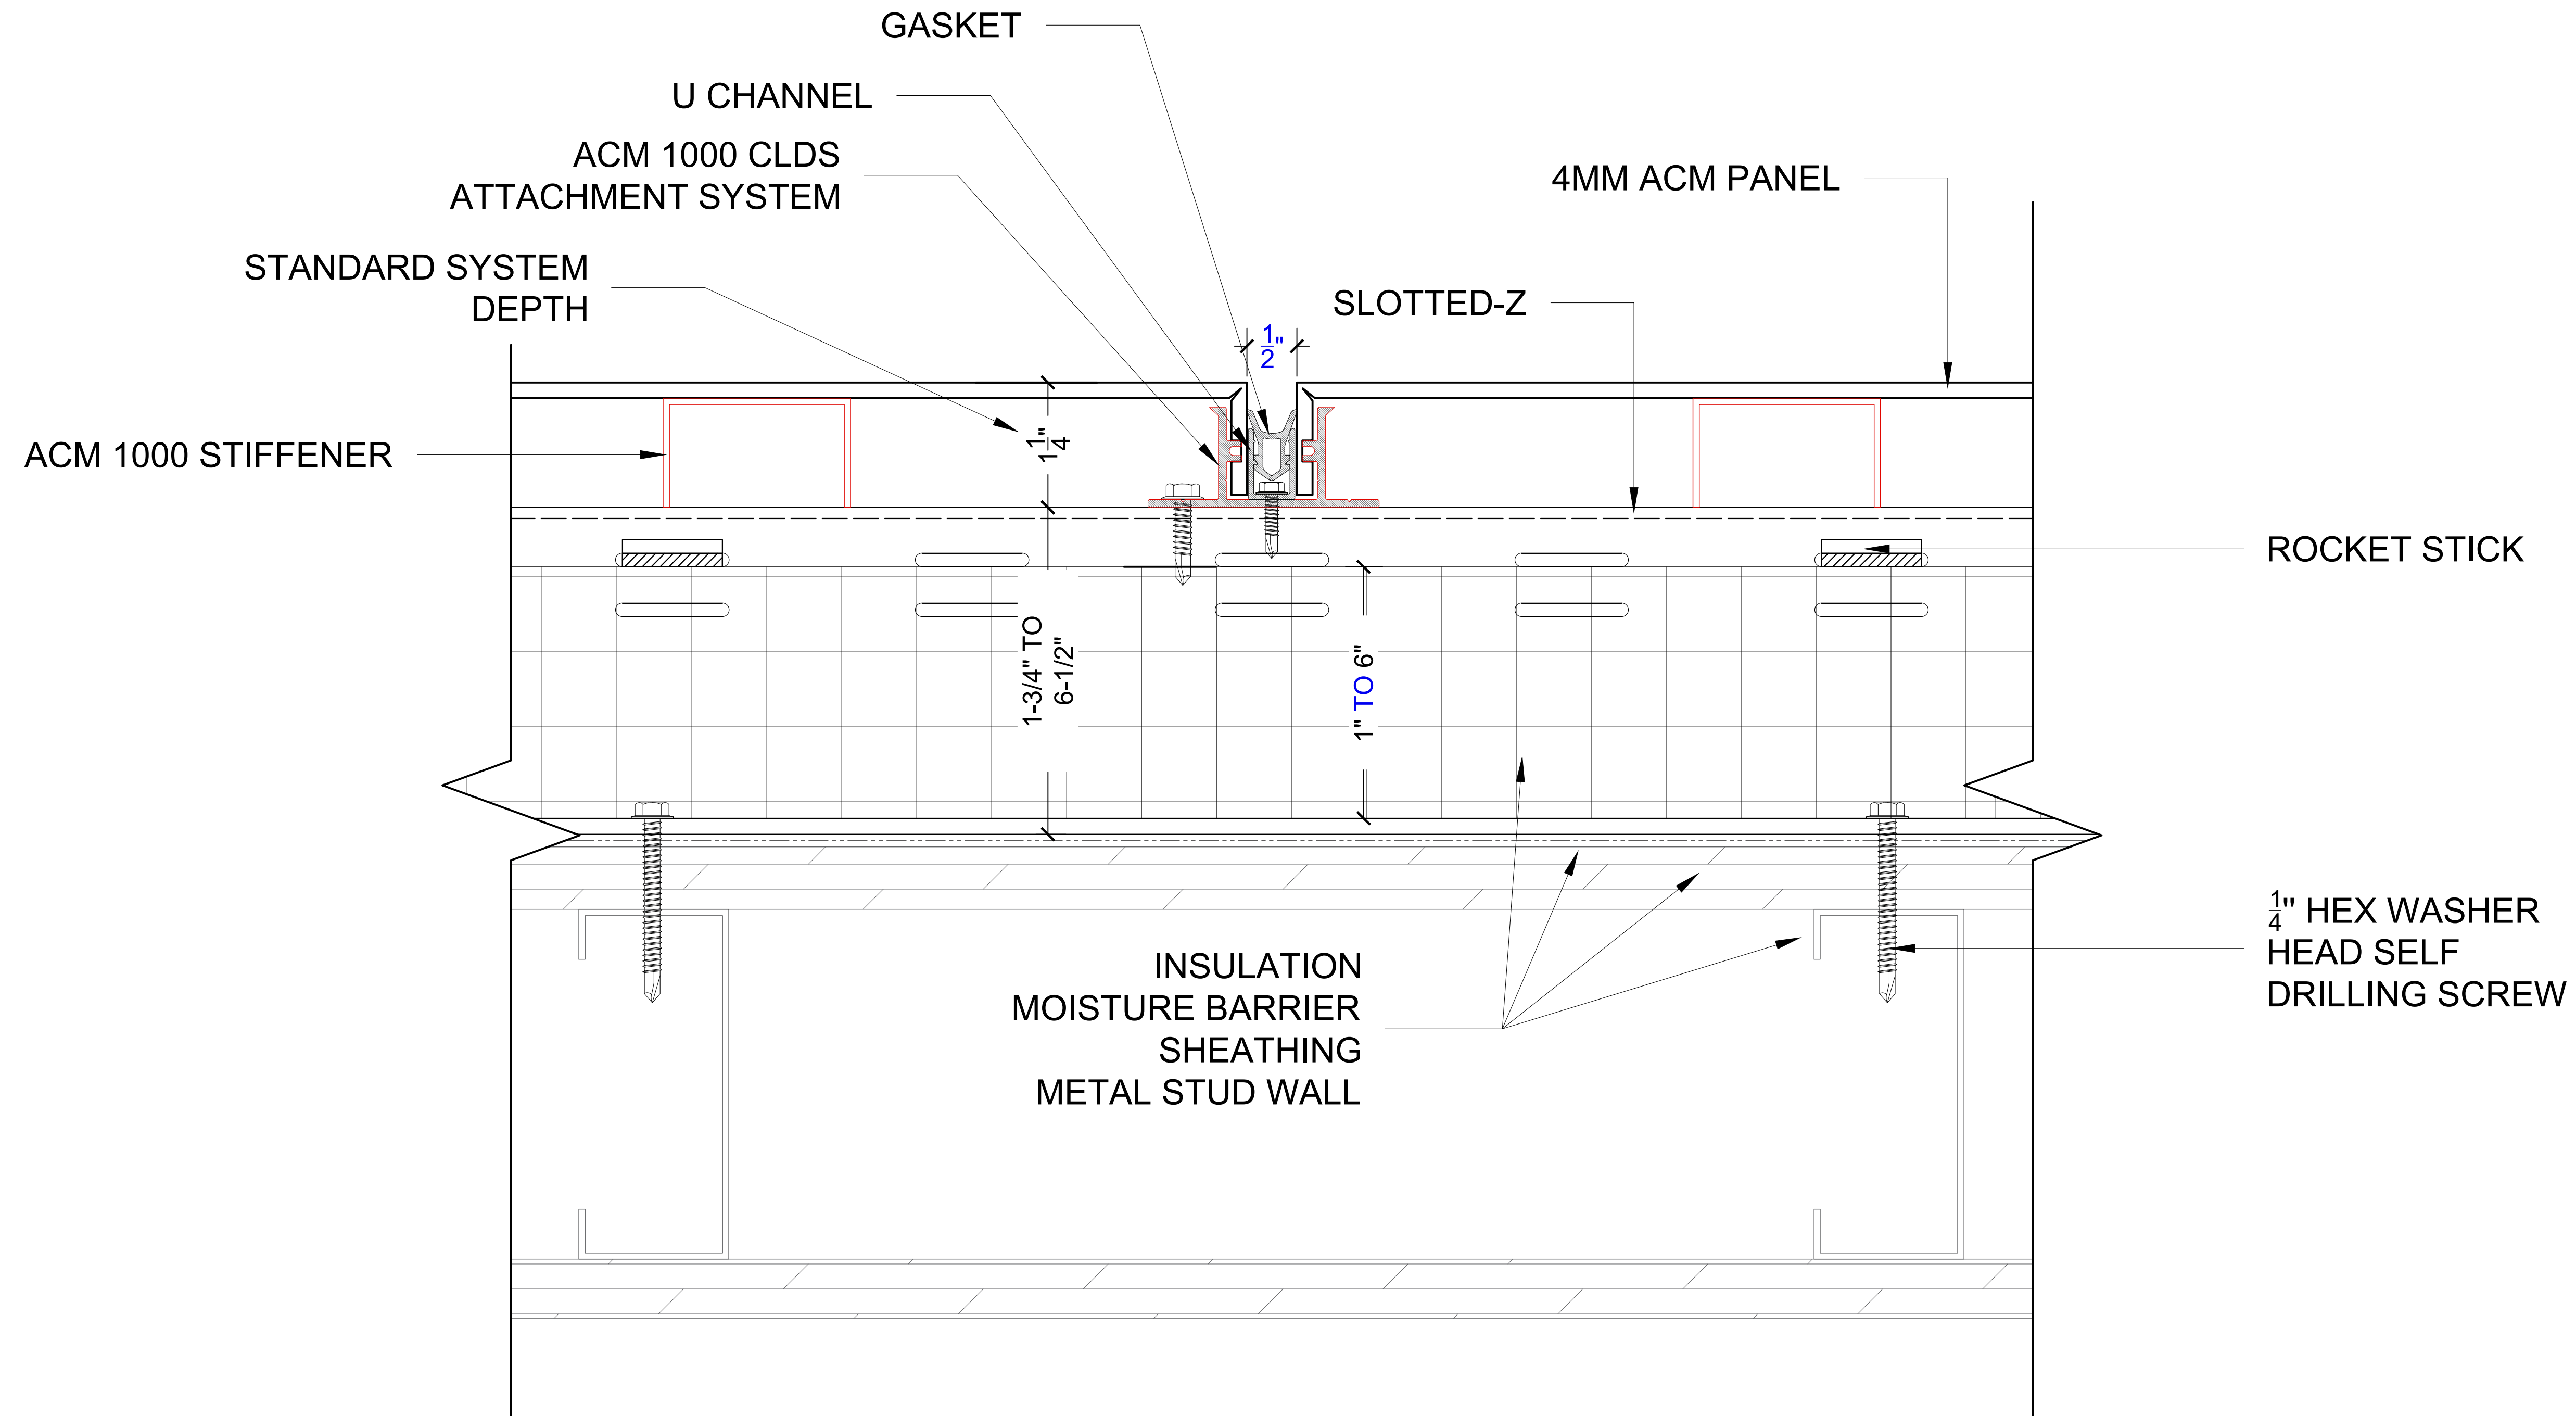 GASKET
U CHANNEL
ACM 1000 CLDS
ATTACHMENT SYSTEM
4MM ACM PANEL
STANDARD SYSTEM
DEPTH
SLOTTED-Z
1/2"
1 1/4"
ACM 1000 STIFFENER
ROCKET STICK
1-3/4" TO
6-1/2"
1" TO 6"
1/4" HEX WASHER
HEAD SELF
DRILLING SCREW
INSULATION
MOISTURE BARRIER
SHEATHING
METAL STUD WALL